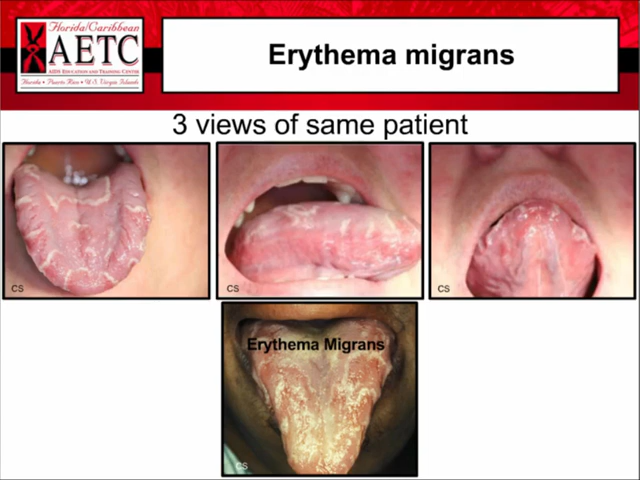 Florida/Caribbean
AETC
AIDS EDUCATION AND TRAINING CENTER
Florida • Puerto Rico • U.S. Virgin Islands
Erythema migrans
3 views of same patient
CS
CS
CS
Erythema Migrans
CS